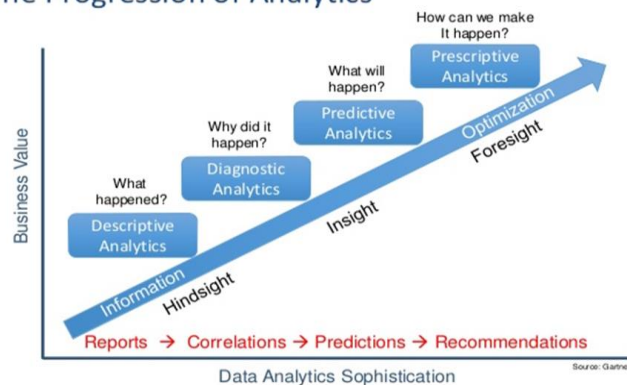 Progression of Analytics
How can we make
It happen?
Prescriptive
Analytics
What will
happen?
Predictive
Analytics
Why did it
happen?
Diagnostic
Analytics
What
happened?
Descriptive
Analytics
Information
Optimization
Hindsight
Insight
Foresight
Business Value
Reports → Correlations → Predictions → Recommendations
Data Analytics Sophistication
Source: